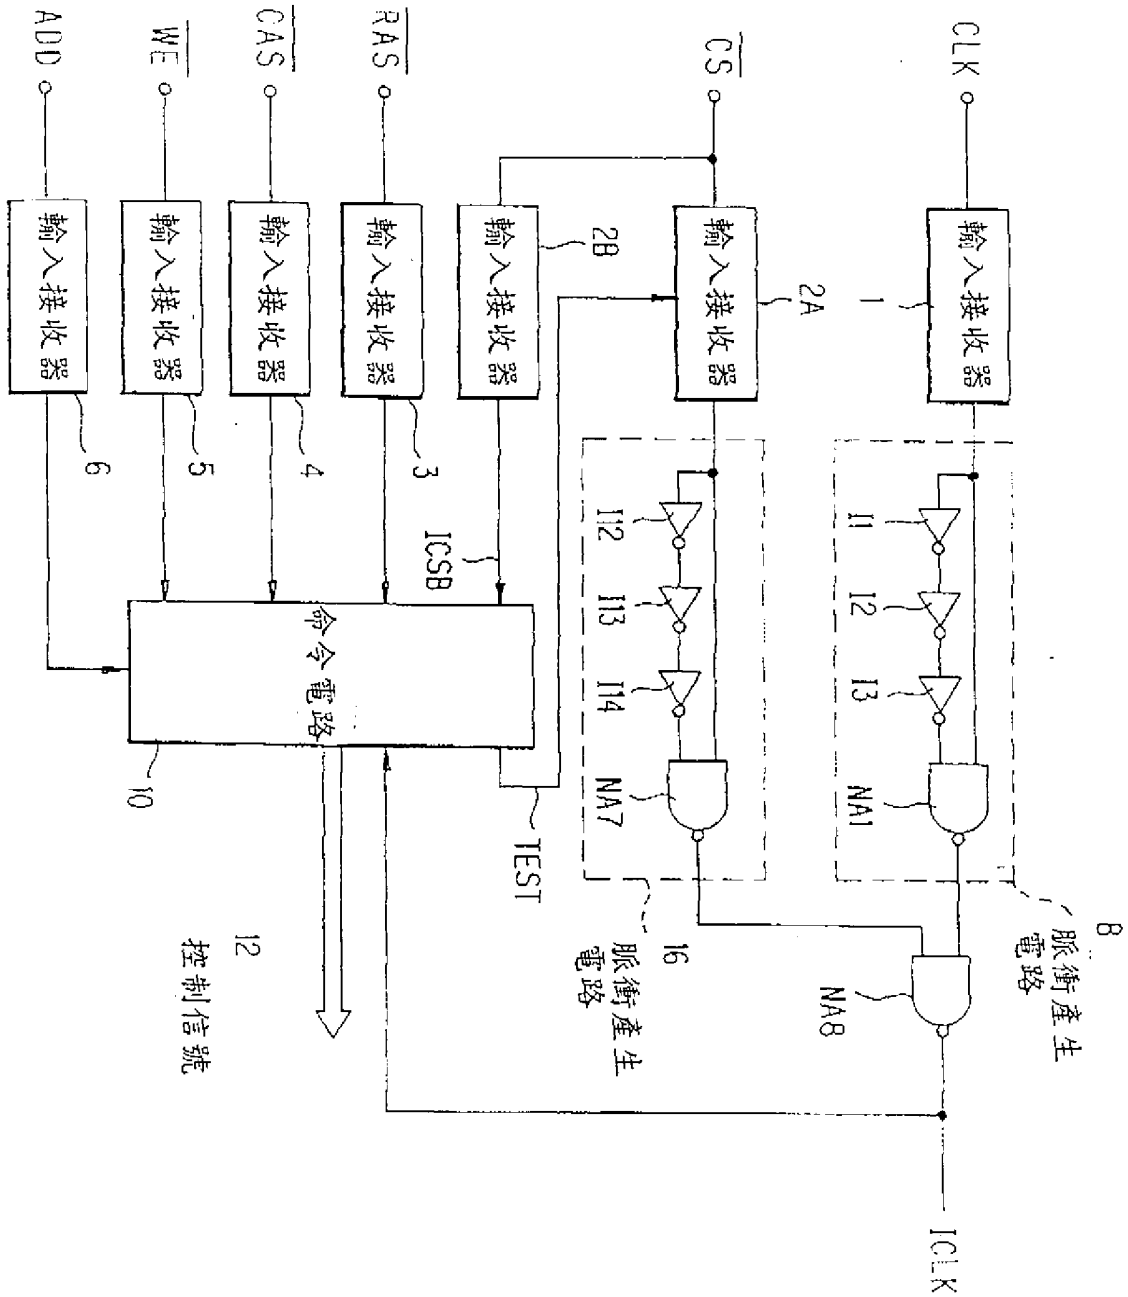 CLK
輸入接收器
1
I1
I2
I3
NA1
8
脈衝產生
電路
CS
輸入接收器
2A
I12
I13
I14
NA7
16
脈衝產生
電路
NA8
ICLK
輸入接收器
2B
ICSB
TEST
RAS
輸入接收器
3
CAS
輸入接收器
4
WE
輸入接收器
5
ADD
輸入接收器
6
命令電路
10
12
控制信號